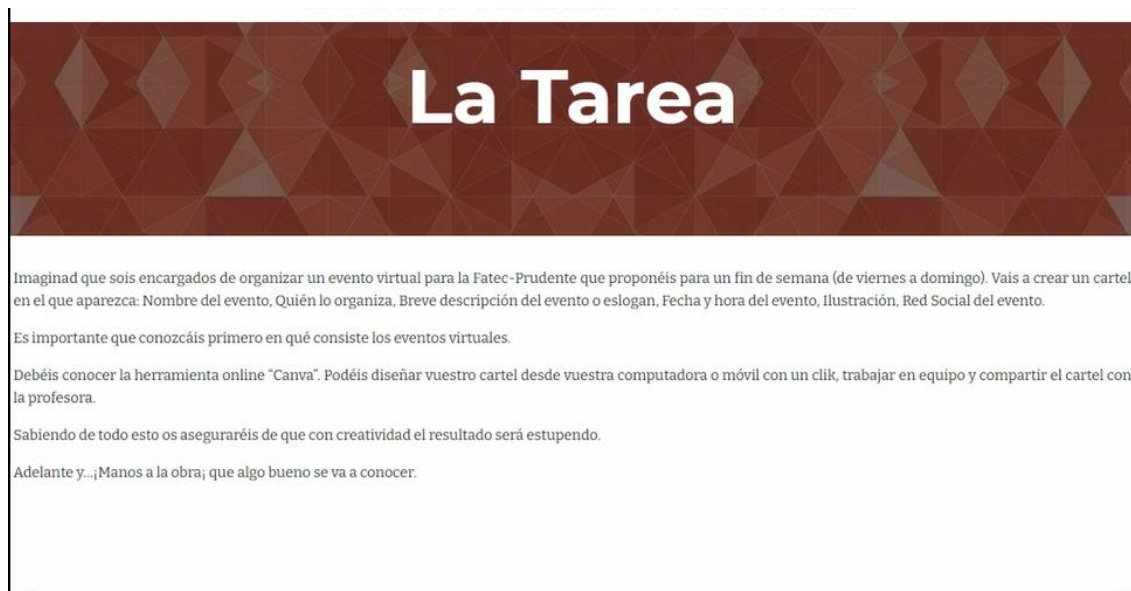 La Tarea
Imaginad que sois encargados de organizar un evento virtual para la Fatec-Prudente que proponéis para un fin de semana (de viernes a domingo). Vais a crear un cartel
en el que aparezca: Nombre del evento, Quién lo organiza, Breve descripción del evento o eslogan, Fecha y hora del evento, Ilustración, Red Social del evento.
Es importante que conozcáis primero en qué consiste los eventos virtuales.
Debéis conocer la herramienta online “Canva”. Podéis diseñar vuestro cartel desde vuestra computadora o móvil con un clik, trabajar en equipo y compartir el cartel con
la profesora.
Sabiendo de todo esto os aseguraréis de que con creatividad el resultado será estupendo.
Adelante y...¡Manos a la obra¡ que algo bueno se va a conocer.